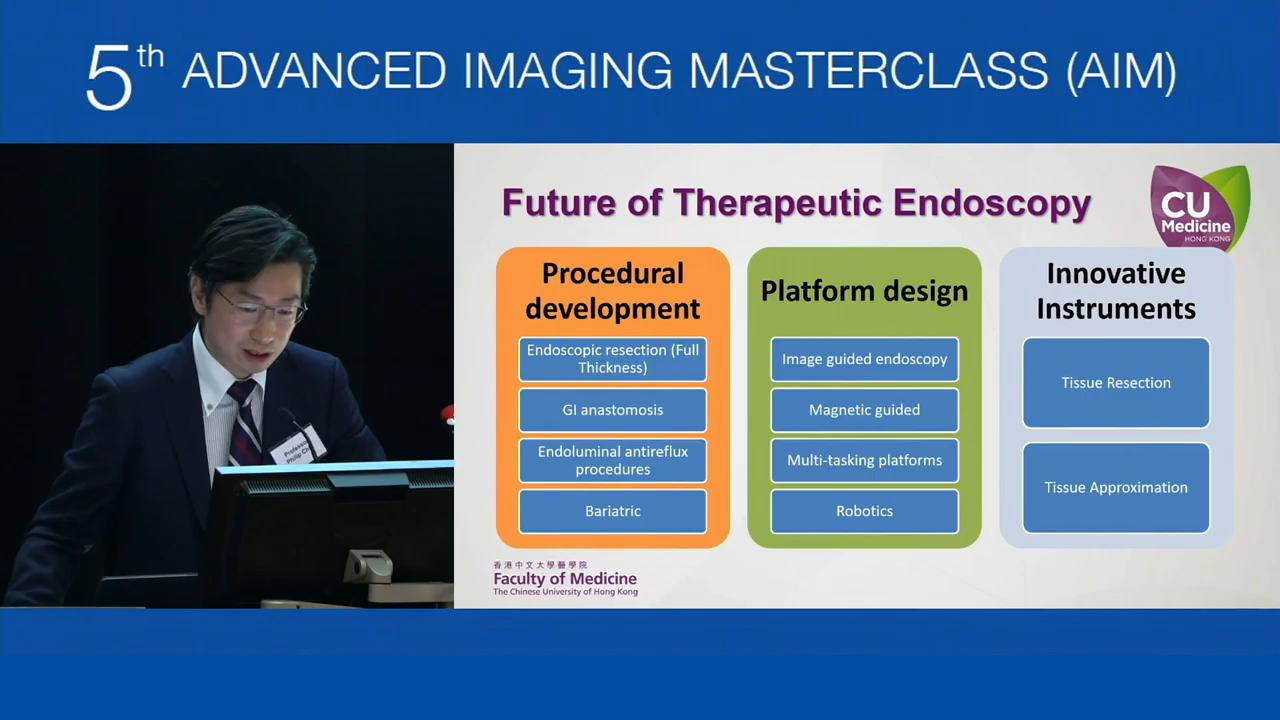 5th ADVANCED IMAGING MASTERCLASS (AIM)
Future of Therapeutic Endoscopy
CU
Medicine
HONG KONG
Procedural
development
Endoscopic resection (Full
Thickness)
GI anastomosis
Endoluminal antireflux
procedures
Bariatric
Platform design
Image guided endoscopy
Magnetic guided
Multi-tasking platforms
Robotics
Innovative
Instruments
Tissue Resection
Tissue Approximation
香港中文大學醫學院
Faculty of Medicine
The Chinese University of Hong Kong
Professor
Philip